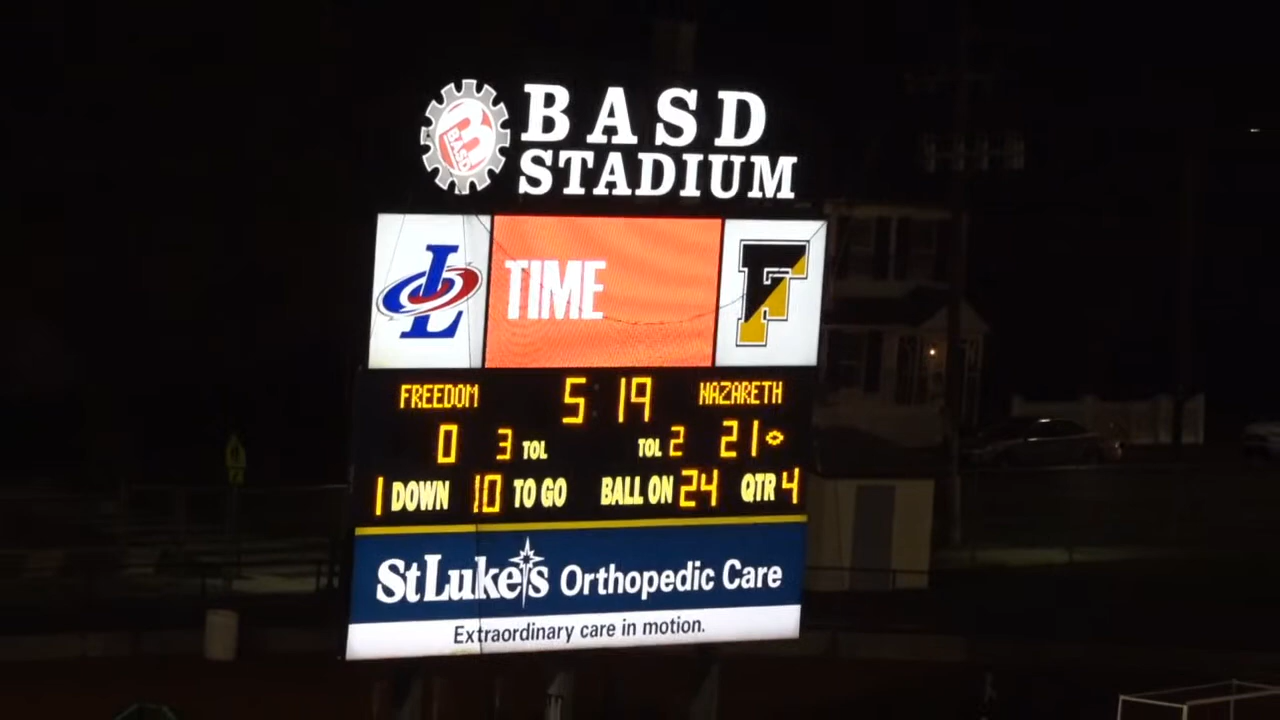 BASD
BASD
STADIUM
L
TIME
F
FREEDOM 5:19 NAZARETH
0 3 TOL TOL 2 21
1 DOWN 10 TO GO BALL ON 24 QTR 4
StLuke's Orthopedic Care
Extraordinary care in motion.